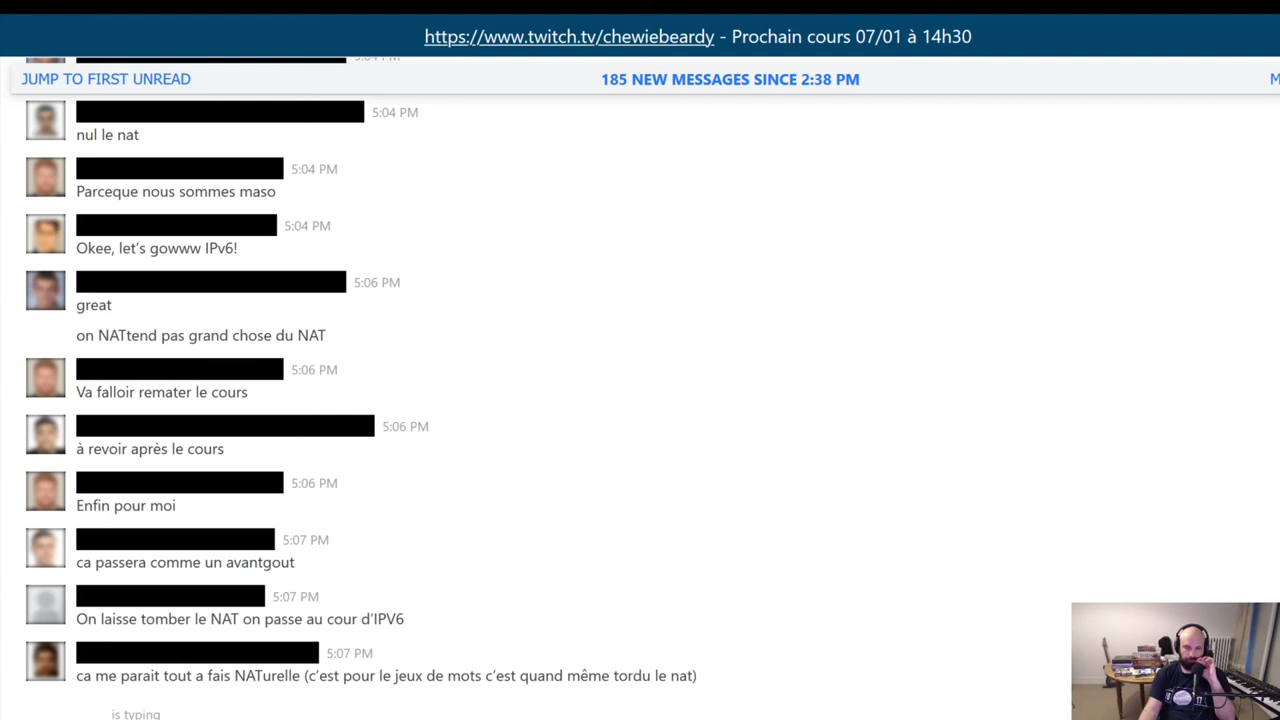 https://www.twitch.tv/chewiebeardy - Prochain cours 07/01 à 14h30
JUMP TO FIRST UNREAD
185 NEW MESSAGES SINCE 2:38 PM
5:04 PM
nul le nat
5:04 PM
Parceque nous sommes maso
5:04 PM
Okee, let's gowww IPv6!
5:06 PM
great
on NATtend pas grand chose du NAT
5:06 PM
Va falloir remater le cours
5:06 PM
à revoir après le cours
5:06 PM
Enfin pour moi
5:07 PM
ca passera comme un avantgout
5:07 PM
On laisse tomber le NAT on passe au cour d'IPV6
5:07 PM
ca me parait tout a fais NATurelle (c'est pour le jeux de mots c'est quand même tordu le nat)
is typing